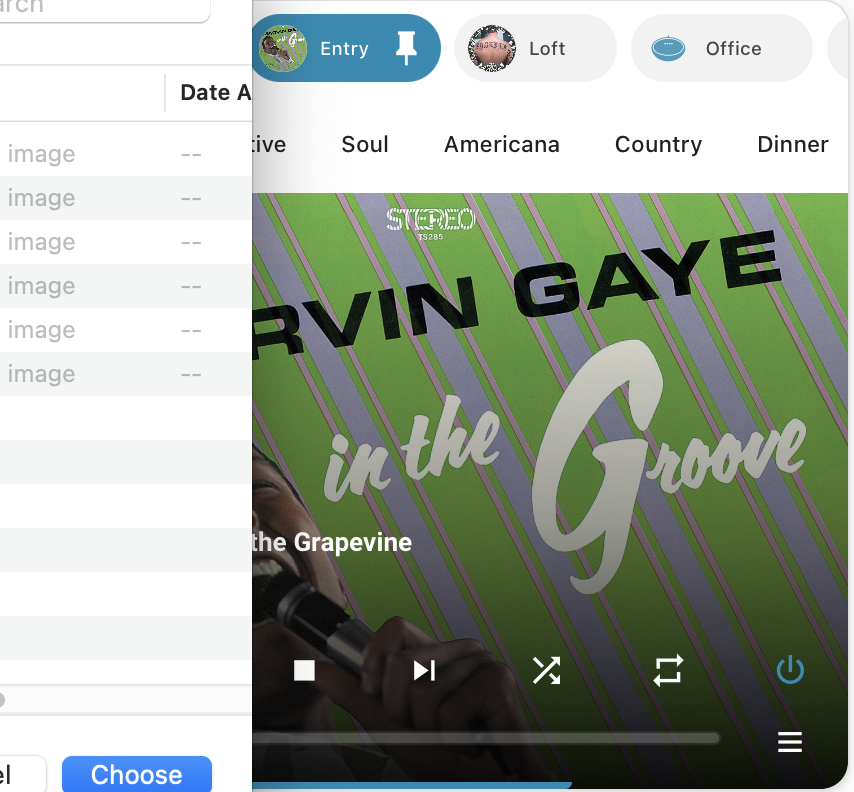 arch
Entry
Loft
Office
Date A
tive
Soul
Americana
Country
Dinner
image
--
image
--
image
--
image
--
image
--
image
--
STEREO
TS285
RVIN GAYE
in the Groove
the Grapevine
el
Choose